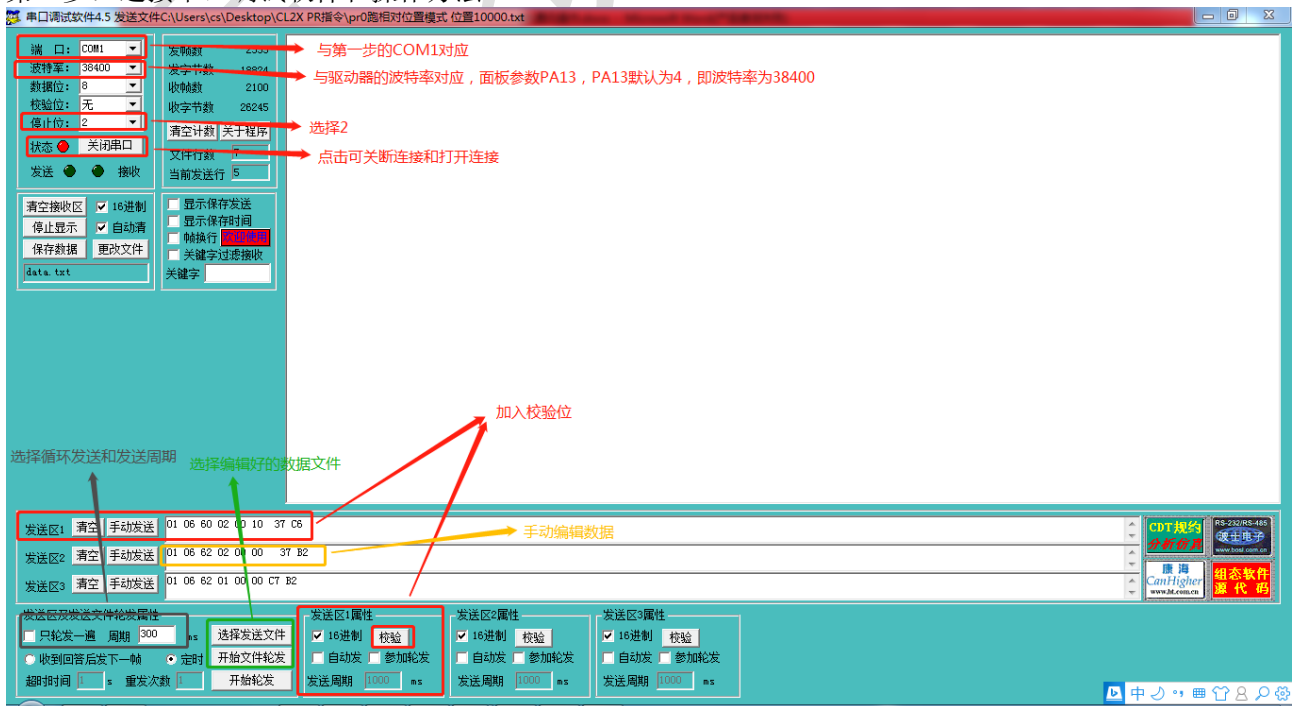 串口调试软件4.5 发送文件C:\Users\cs\Desktop\CL2X PR指令\pr0跑相对位置模式 位置10000.txt
端 口: COM1
与第一步的COM1对应
波特率: 38400
与驱动器的波特率对应，面板参数PA13，PA13默认为4，即波特率为38400
数据位: 8
校验位: 无
停止位: 2
选择2
状态 关闭串口
点击可关断连接和打开连接
发送 接收
发帧数
发字节数 18824
收帧数 2100
收字节数 26245
清空计数 关于程序
文件行数 7
当前发送行 5
清空接收区 16进制
停止显示 自动清
保存数据 更改文件
data.txt
显示保存发送
显示保存时间
帧换行 欢迎使用
关键字过滤接收
关键字
加入校验位
选择循环发送和发送周期
选择编辑好的数据文件
发送区1 清空 手动发送 01 06 60 02 00 10 37 C6
手动编辑数据
发送区2 清空 手动发送 01 06 62 02 00 00 37 B2
发送区3 清空 手动发送 01 06 62 01 00 00 C7 B2
CDT规约
分析仿真
RS-232/RS-485
波士电子
www.bosi.com.cn
康海
CanHigher
组态软件
源代码
发送区及发送文件轮发属性
只轮发一遍 周期 300 ms 选择发送文件
收到回答后发下一帧 定时 开始文件轮发
超时时间 1 s 重发次数 1 开始轮发
发送区1属性
16进制 校验
自动发 参加轮发
发送周期 1000 ms
发送区2属性
16进制 校验
自动发 参加轮发
发送周期 1000 ms
发送区3属性
16进制 校验
自动发 参加轮发
发送周期 1000 ms
中